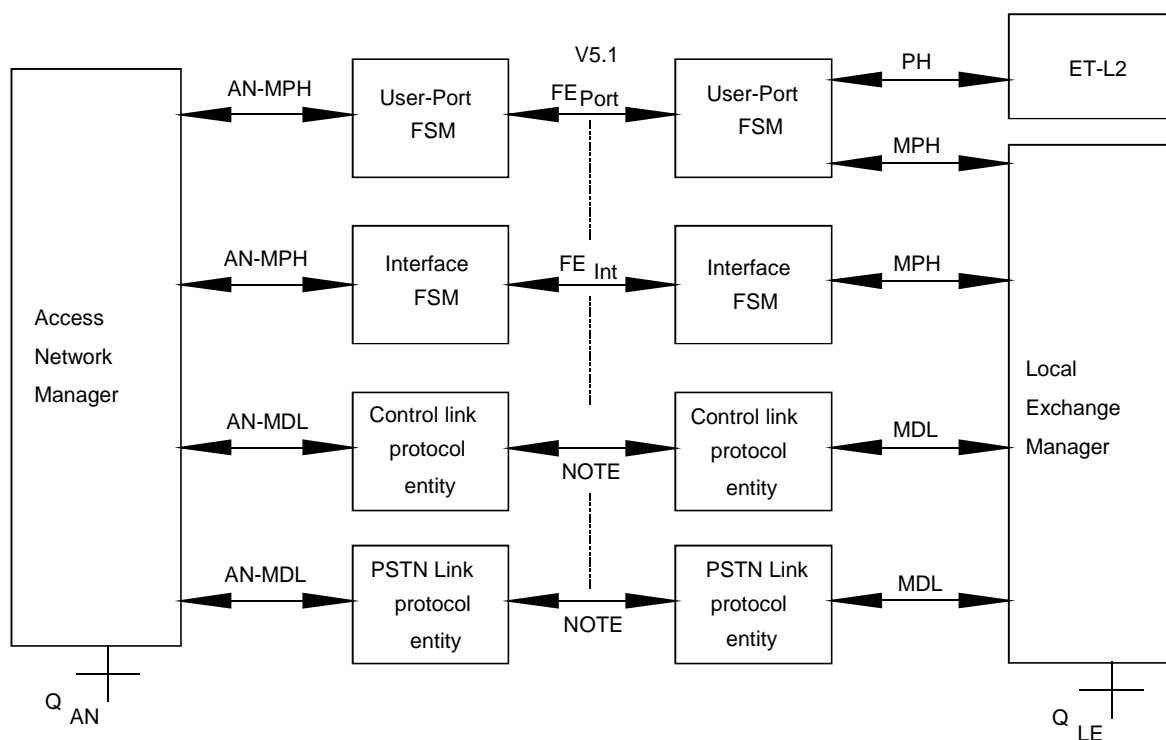 V5.1
PH
ET-L2
AN-MPH
User-Port
FSM
FE Port
User-Port
FSM
MPH
AN-MPH
Interface
FSM
FE Int
Interface
FSM
MPH
Access
Network
Manager
Local
Exchange
Manager
AN-MDL
Control link
protocol
entity
NOTE
Control link
protocol
entity
MDL
AN-MDL
PSTN Link
protocol
entity
NOTE
PSTN Link
protocol
entity
MDL
Q AN
Q LE